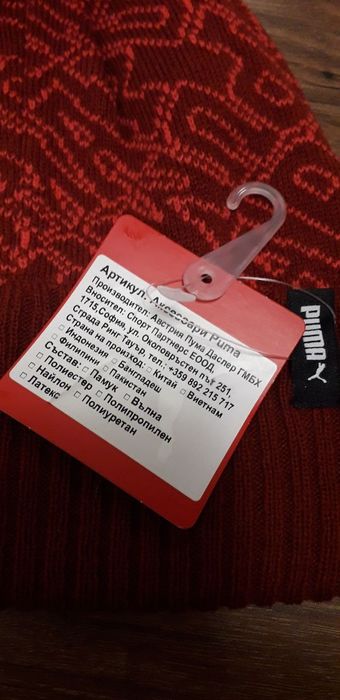 Артикул: Аксесоари Puma
Производител: Австрия Пума Даслер ГМБХ
Вносител: Спорт Партнерс ЕООД,
1715,София, ул. Околовръстен път 251,
Сграда Ринг Тауър, тел: +359 892 215 717
Страна на произход: □ Китай □ Виетнам
□ Индонезия □ Бангладеш
□ Филипини □ Пакистан
Състав: □ Памук □ Вълна
□ Полиестер □ Полипропилен
□ Найлон □ Полиуретан
Латекс
PUMA